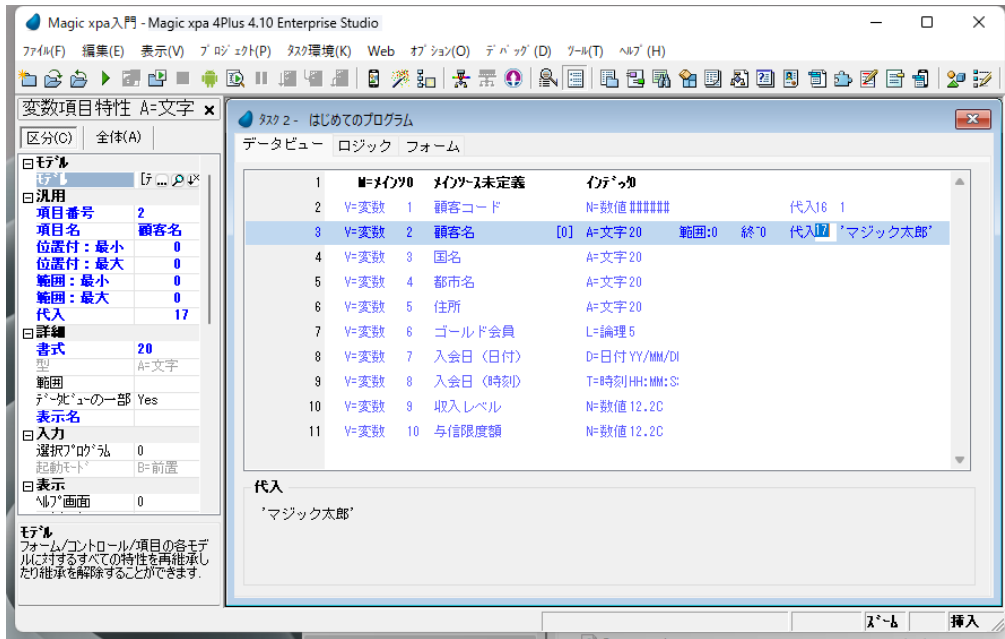 Magic xpa入門 - Magic xpa 4Plus 4.10 Enterprise Studio
ﾌｧｲﾙ(F) 編集(E) 表示(V) ﾌﾟﾛｼﾞｪｸﾄ(P) ﾀｽｸ環境(K) Web ｵﾌﾟｼｮﾝ(O) ﾃﾞﾊﾞｯｸﾞ(D) ﾂｰﾙ(T) ﾍﾙﾌﾟ(H)
変数項目特性 A=文字
区分(C) 全体(A)
ﾓﾃﾞﾙ
ﾓﾃﾞﾙ
汎用
項目番号 2
項目名 顧客名
位置付：最小 0
位置付：最大 0
範囲：最小 0
範囲：最大 0
代入 17
詳細
書式 20
型 A=文字
範囲
ﾃﾞｰﾀﾋﾞｭｰの一部 Yes
表示名
入力
選択ﾌﾟﾛｸﾞﾗﾑ 0
起動ﾓｰﾄﾞ B=前置
表示
ﾍﾙﾌﾟ画面 0
ﾓﾃﾞﾙ
フォーム/コントロール/項目の各モデ
ルに対するすべての特性を再継承し
たり継承を解除することができます.
ﾀｽｸ 2 - はじめてのプログラム
データビュー ロジック フォーム
1 M=ﾒｲﾝｿ0 ﾒｲﾝｿｰｽ未定義 ｲﾝﾃﾞｯｸ0
2 V=変数 1 顧客コード N=数値 ###### 代入16 1
3 V=変数 2 顧客名 [0] A=文字 20 範囲:0 終:0 代入17 'マジック太郎'
4 V=変数 3 国名 A=文字 20
5 V=変数 4 都市名 A=文字 20
6 V=変数 5 住所 A=文字 20
7 V=変数 6 ゴールド会員 L=論理 5
8 V=変数 7 入会日（日付） D=日付 YY/MM/DI
9 V=変数 8 入会日（時刻） T=時刻 HH:MM:S
10 V=変数 9 収入レベル N=数値 12.2C
11 V=変数 10 与信限度額 N=数値 12.2C
代入
'マジック太郎'
ｽﾞｰﾑ 挿入